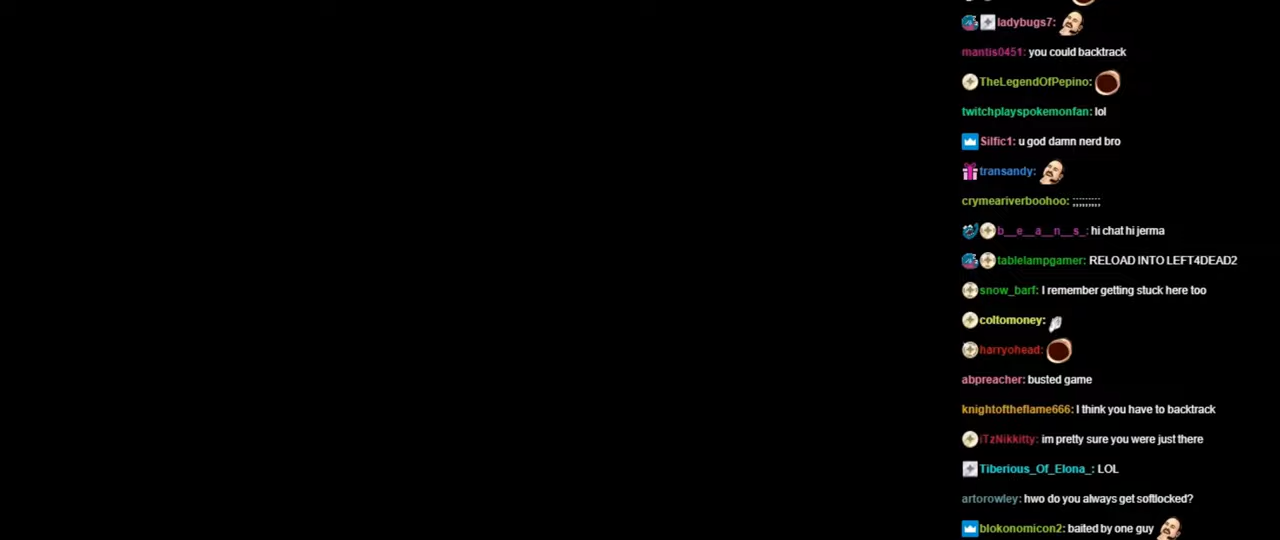 ladybugs7:
mantis0451: you could backtrack
TheLegendOfPepino:
twitchplayspokemonfan: lol
Silfic1: u god damn nerd bro
transandy:
crymeariverboohoo: ;;;;;;;;;
b__e__a__n__s_: hi chat hi jerma
tablelampgamer: RELOAD INTO LEFT4DEAD2
snow_barf: I remember getting stuck here too
coltomoney:
harryohead:
abpreacher: busted game
knightoftheflame666: I think you have to backtrack
iTzNikkitty: im pretty sure you were just there
Tiberious_Of_Elona_: LOL
artorowley: hwo do you always get softlocked?
blokonomicon2: baited by one guy